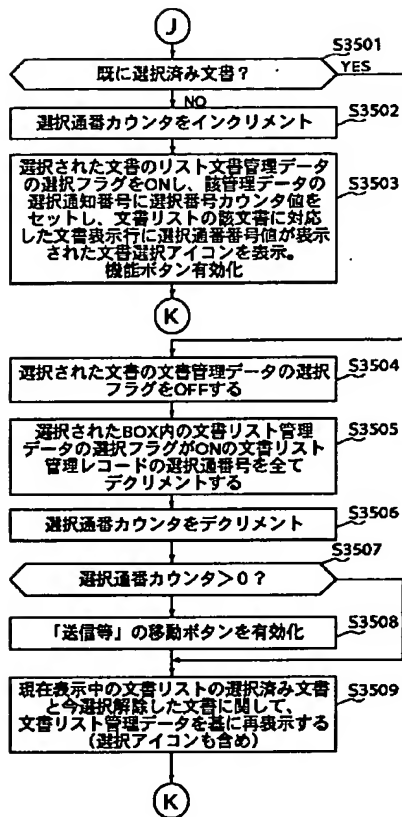 J
S3501
既に選択済み文書？
YES
NO
S3502
選択通番カウンタをインクリメント
選択された文書のリスト文書管理データ
の選択フラグをONし、該管理データの
選択通知番号に選択番号カウンタ値を
セットし、文書リストの該文書に対応
した文書表示行に選択通番番号値が表示
された文書選択アイコンを表示。
機能ボタン有効化
S3503
K
S3504
選択された文書の文書管理データの選択
フラグをOFFする
選択されたBOX内の文書リスト管理
データの選択フラグがONの文書リスト
管理レコードの選択通番号を全て
デクリメントする
S3505
S3506
選択通番カウンタをデクリメント
S3507
選択通番カウンタ＞0？
「送信等」の移動ボタンを有効化
S3508
現在表示中の文書リストの選択済み文書
と今選択解除した文書に関して、
文書リスト管理データを基に再表示する
（選択アイコンも含め）
S3509
K